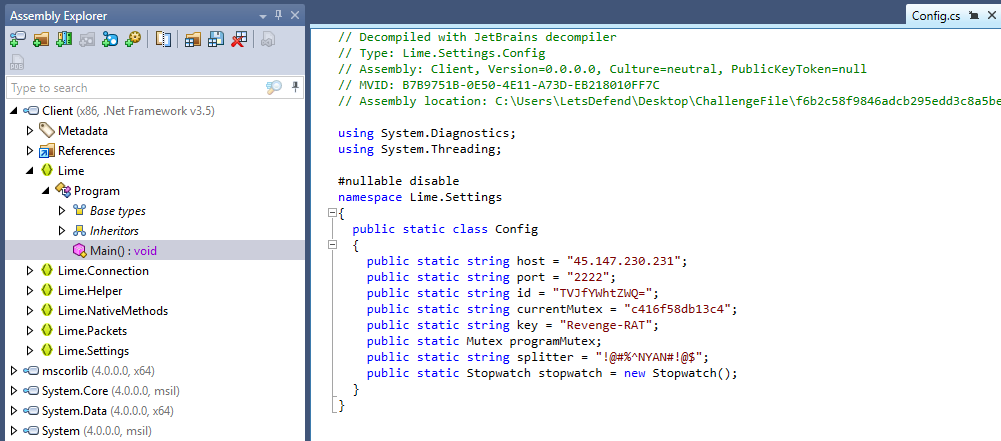 Assembly Explorer
Type to search
Client (x86, .Net Framework v3.5)
Metadata
References
Lime
Program
Base types
Inheritors
Main() : void
Lime.Connection
Lime.Helper
Lime.NativeMethods
Lime.Packets
Lime.Settings
mscorlib (4.0.0.0, x64)
System.Core (4.0.0.0, msil)
System.Data (4.0.0.0, x64)
System (4.0.0.0, msil)
Config.cs
// Decompiled with JetBrains decompiler
// Type: Lime.Settings.Config
// Assembly: Client, Version=0.0.0.0, Culture=neutral, PublicKeyToken=null
// MVID: B7B9751B-0E50-4E11-A73D-EB218010FF7C
// Assembly location: C:\Users\LetsDefend\Desktop\ChallengeFile\f6b2c58f9846adcb295edd3c8a5be
using System.Diagnostics;
using System.Threading;
#nullable disable
namespace Lime.Settings
{
public static class Config
{
public static string host = "45.147.230.231";
public static string port = "2222";
public static string id = "TVJfYWhtZWQ=";
public static string currentMutex = "c416f58db13c4";
public static string key = "Revenge-RAT";
public static Mutex programMutex;
public static string splitter = "!@#%^NYAN#!@$";
public static Stopwatch stopwatch = new Stopwatch();
}
}